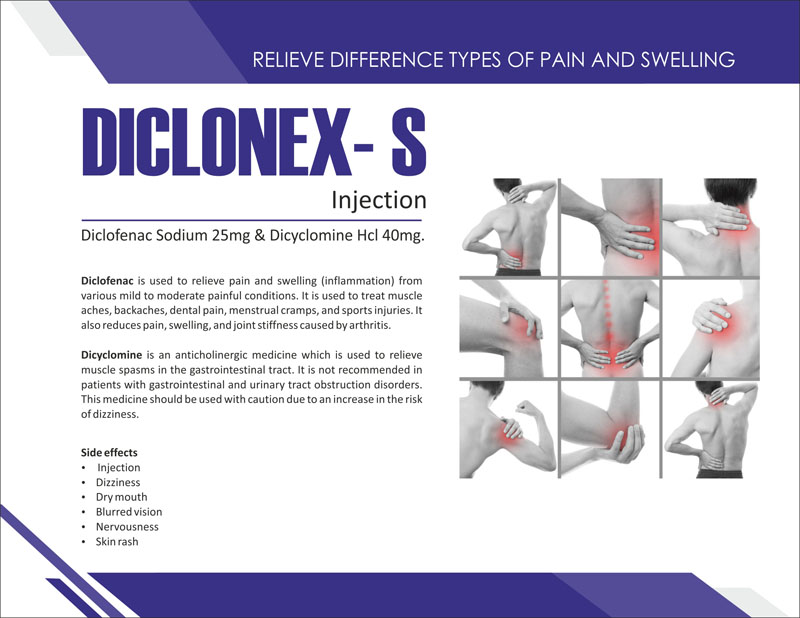 RELIEVE DIFFERENCE TYPES OF PAIN AND SWELLING
DICLONEX- S
Injection
Diclofenac Sodium 25mg & Dicyclomine Hcl 40mg.
Diclofenac is used to relieve pain and swelling (inflammation) from
various mild to moderate painful conditions. It is used to treat muscle
aches, backaches, dental pain, menstrual cramps, and sports injuries. It
also reduces pain, swelling, and joint stiffness caused by arthritis.
Dicyclomine is an anticholinergic medicine which is used to relieve
muscle spasms in the gastrointestinal tract. It is not recommended in
patients with gastrointestinal and urinary tract obstruction disorders.
This medicine should be used with caution due to an increase in the risk
of dizziness.
Side effects
• Injection
• Dizziness
• Dry mouth
• Blurred vision
• Nervousness
• Skin rash